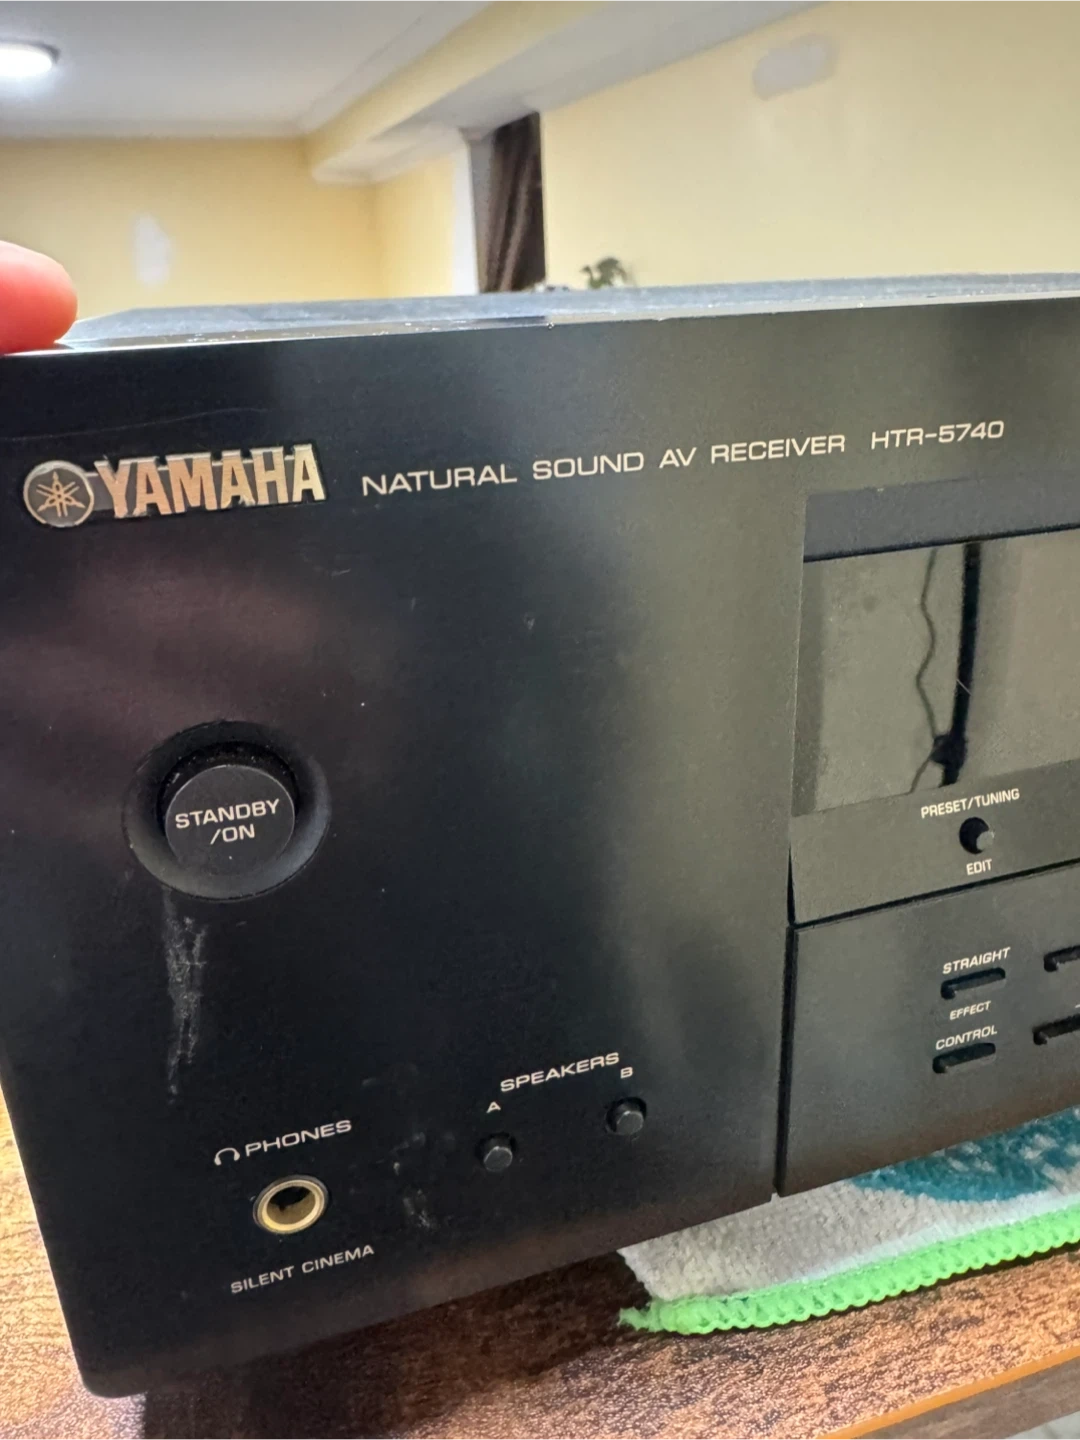 YAMAHA NATURAL SOUND AV RECEIVER HTR-5740
STANDBY
/ON
PRESET/TUNING
EDIT
STRAIGHT
EFFECT
CONTROL
SPEAKERS
A
B
PHONES
SILENT CINEMA